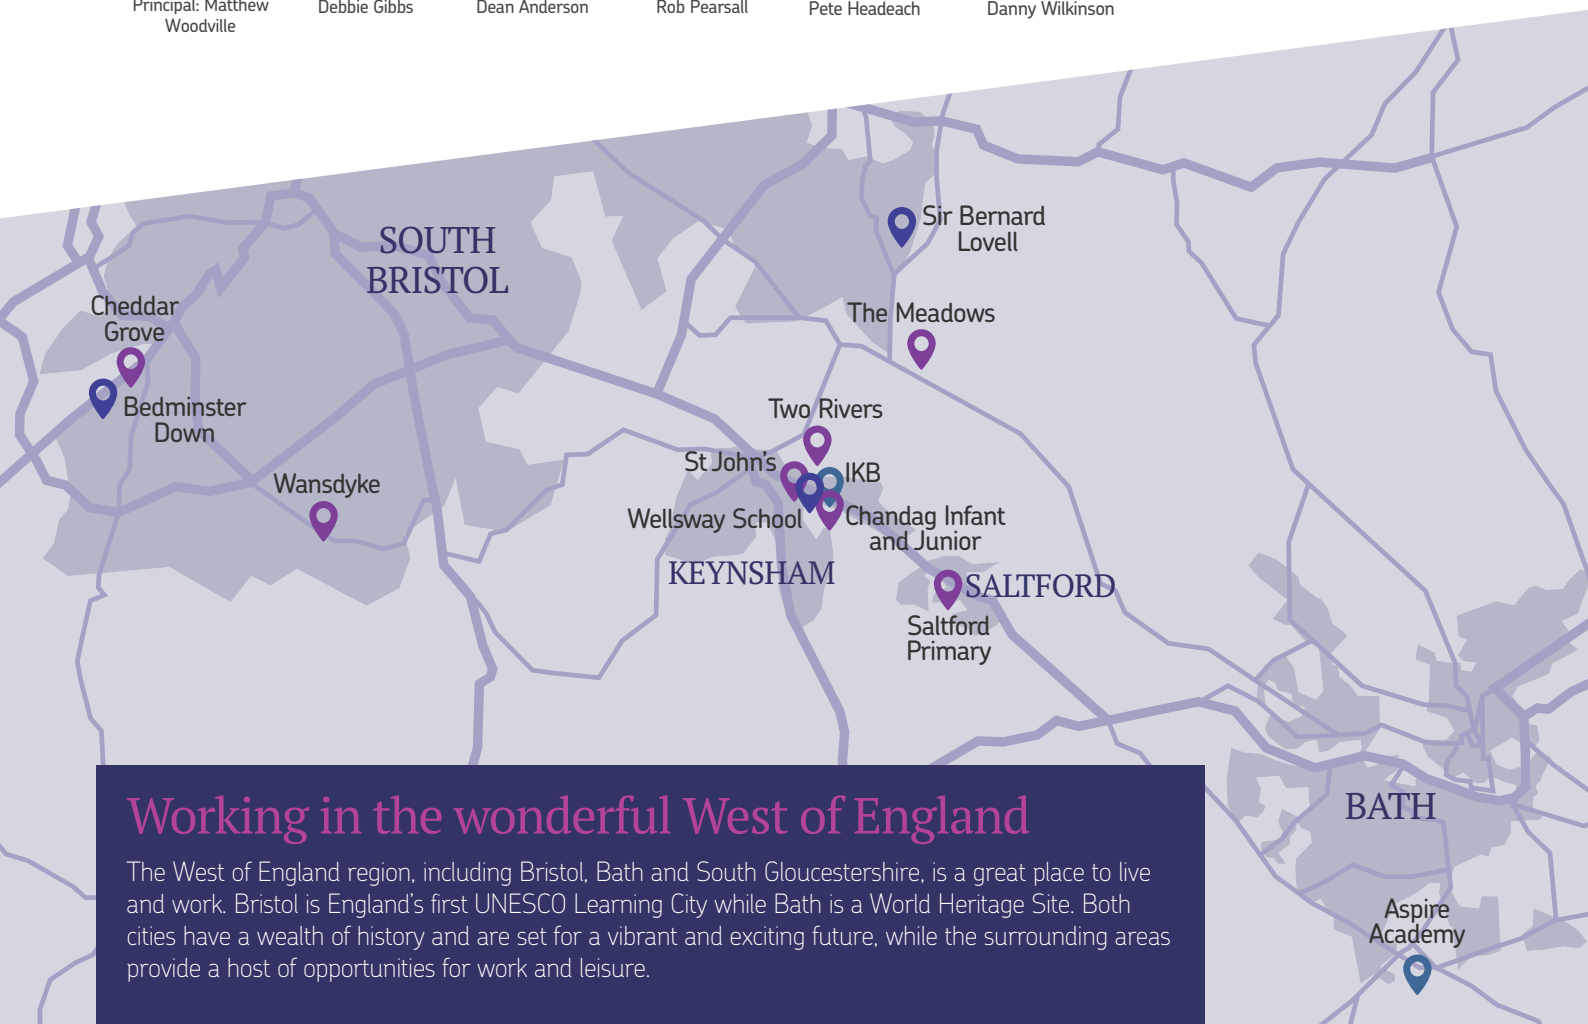 Principal: Matthew
Woodville
Debbie Gibbs
Dean Anderson
Rob Pearsall
Pete Headeach
Danny Wilkinson
SOUTH
BRISTOL
Sir Bernard
Lovell
Cheddar
Grove
The Meadows
Bedminster
Down
Two Rivers
St John's
IKB
Wansdyke
Wellsway School
Chandag Infant
and Junior
KEYNSHAM
SALTFORD
Saltford
Primary
BATH
Aspire
Academy
Working in the wonderful West of England
The West of England region, including Bristol, Bath and South Gloucestershire, is a great place to live
and work. Bristol is England's first UNESCO Learning City while Bath is a World Heritage Site. Both
cities have a wealth of history and are set for a vibrant and exciting future, while the surrounding areas
provide a host of opportunities for work and leisure.